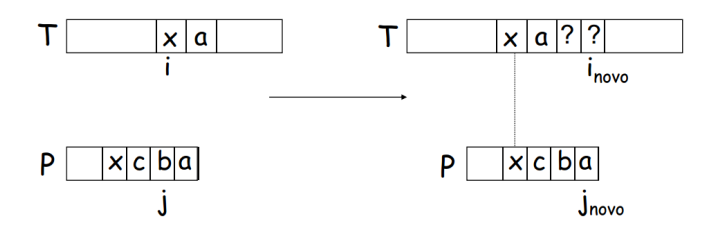 T x a
i
P x c b a
j
T x a ? ?
i novo
P x c b a
j novo